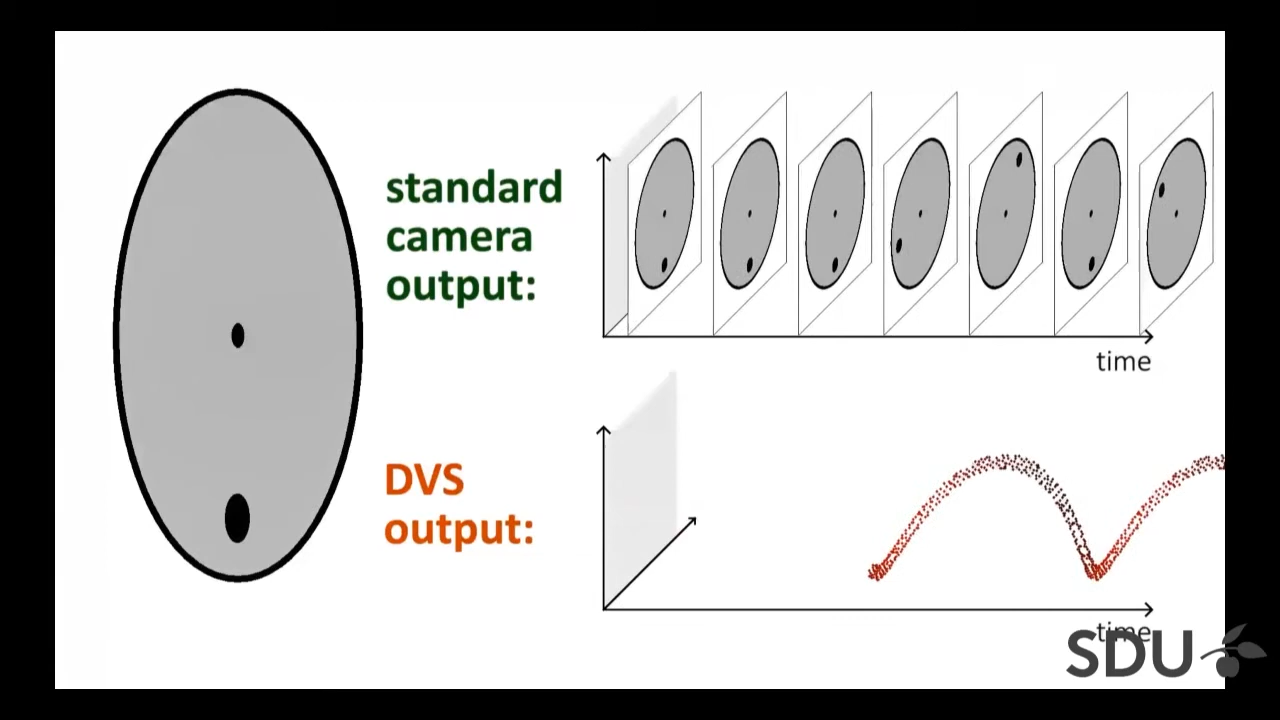 standard
camera
output:
time
DVS
output:
time
SDU